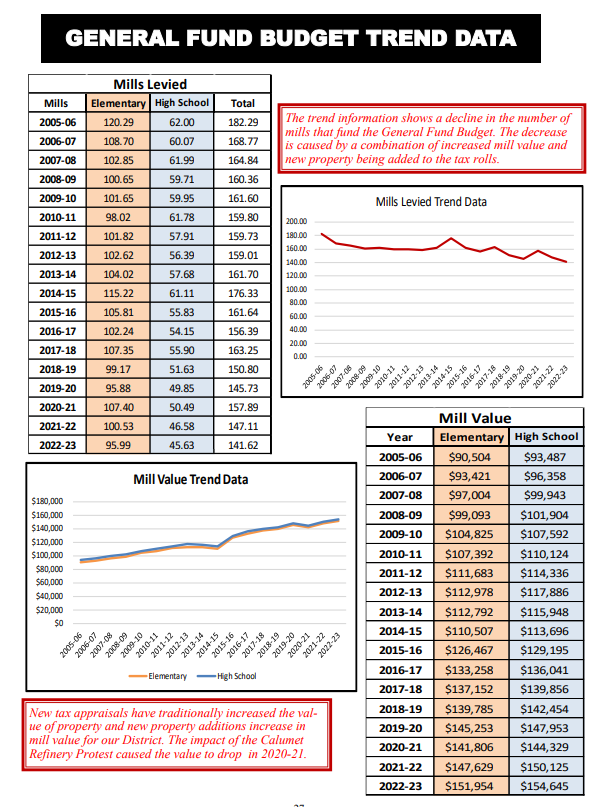 GENERAL FUND BUDGET TREND DATA
Mills Levied
Mills Elementary High School Total
2005-06 120.29 62.00 182.29
2006-07 108.70 60.07 168.77
2007-08 102.85 61.99 164.84
2008-09 100.65 59.71 160.36
2009-10 101.65 59.95 161.60
2010-11 98.02 61.78 159.80
2011-12 101.82 57.91 159.73
2012-13 102.62 56.39 159.01
2013-14 104.02 57.68 161.70
2014-15 115.22 61.11 176.33
2015-16 105.81 55.83 161.64
2016-17 102.24 54.15 156.39
2017-18 107.35 55.90 163.25
2018-19 99.17 51.63 150.80
2019-20 95.88 49.85 145.73
2020-21 107.40 50.49 157.89
2021-22 100.53 46.58 147.11
2022-23 95.99 45.63 141.62
The trend information shows a decline in the number of
mills that fund the General Fund Budget. The decrease
is caused by a combination of increased mill value and
new property being added to the tax rolls.
Mills Levied Trend Data
200.00
180.00
160.00
140.00
120.00
100.00
80.00
60.00
40.00
20.00
0.00
2005-06 2006-07 2007-08 2008-09 2009-10 2010-11 2011-12 2012-13 2013-14 2014-15 2015-16 2016-17 2017-18 2018-19 2019-20 2020-21 2021-22 2022-23
Mill Value
Year Elementary High School
2005-06 $90,504 $93,487
2006-07 $93,421 $96,358
2007-08 $97,004 $99,943
2008-09 $99,093 $101,904
2009-10 $104,825 $107,592
2010-11 $107,392 $110,124
2011-12 $111,683 $114,336
2012-13 $112,978 $117,886
2013-14 $112,792 $115,948
2014-15 $110,507 $113,696
2015-16 $126,467 $129,195
2016-17 $133,258 $136,041
2017-18 $137,152 $139,856
2018-19 $139,785 $142,454
2019-20 $145,253 $147,953
2020-21 $141,806 $144,329
2021-22 $147,629 $150,125
2022-23 $151,954 $154,645
Mill Value Trend Data
$180,000
$160,000
$140,000
$120,000
$100,000
$80,000
$60,000
$40,000
$20,000
$0
2005-06 2006-07 2007-08 2008-09 2009-10 2010-11 2011-12 2012-13 2013-14 2014-15 2015-16 2016-17 2017-18 2018-19 2019-20 2020-21 2021-22 2022-23
Elementary High School
New tax appraisals have traditionally increased the val-
ue of property and new property additions increase in
mill value for our District. The impact of the Calumet
Refinery Protest caused the value to drop in 2020-21.